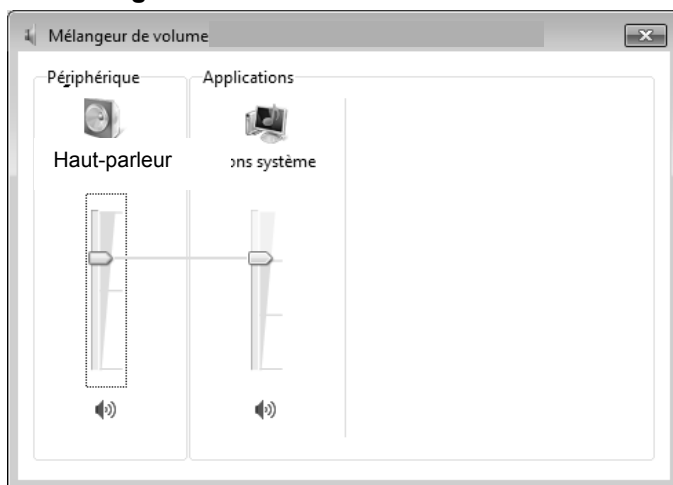 Mélangeur de volume
Périphérique
Applications
Haut-parleur
ons système